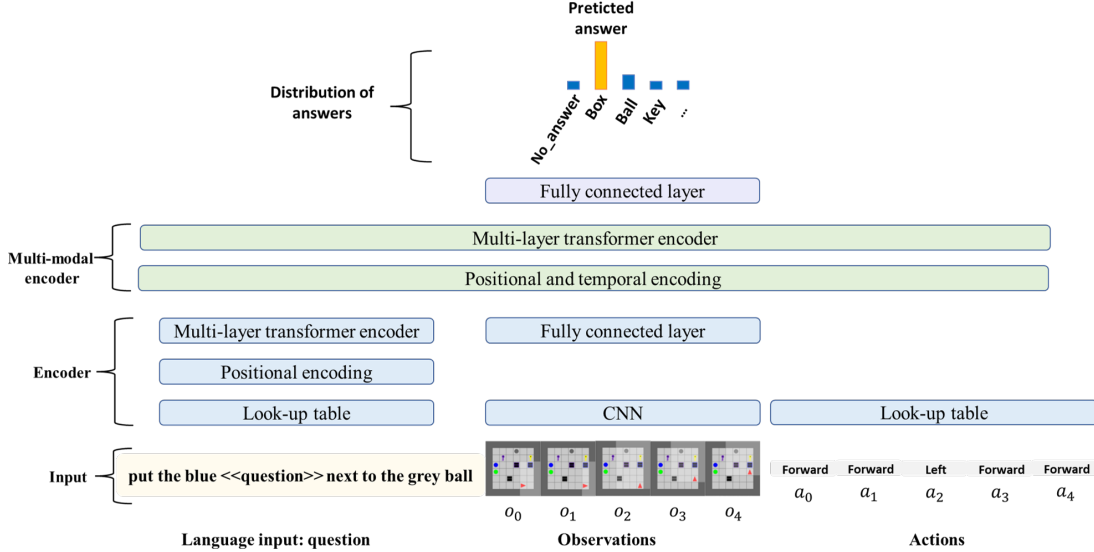 Preticted
answer
Distribution of
answers
No_answer
Box
Ball
Key
...
Fully connected layer
Multi-modal
encoder
Multi-layer transformer encoder
Positional and temporal encoding
Encoder
Multi-layer transformer encoder
Fully connected layer
Positional encoding
Look-up table
CNN
Look-up table
Input
put the blue <<question>> next to the grey ball
Forward Forward Left Forward Forward
o₀ o₁ o₂ o₃ o₄
a₀ a₁ a₂ a₃ a₄
Language input: question
Observations
Actions